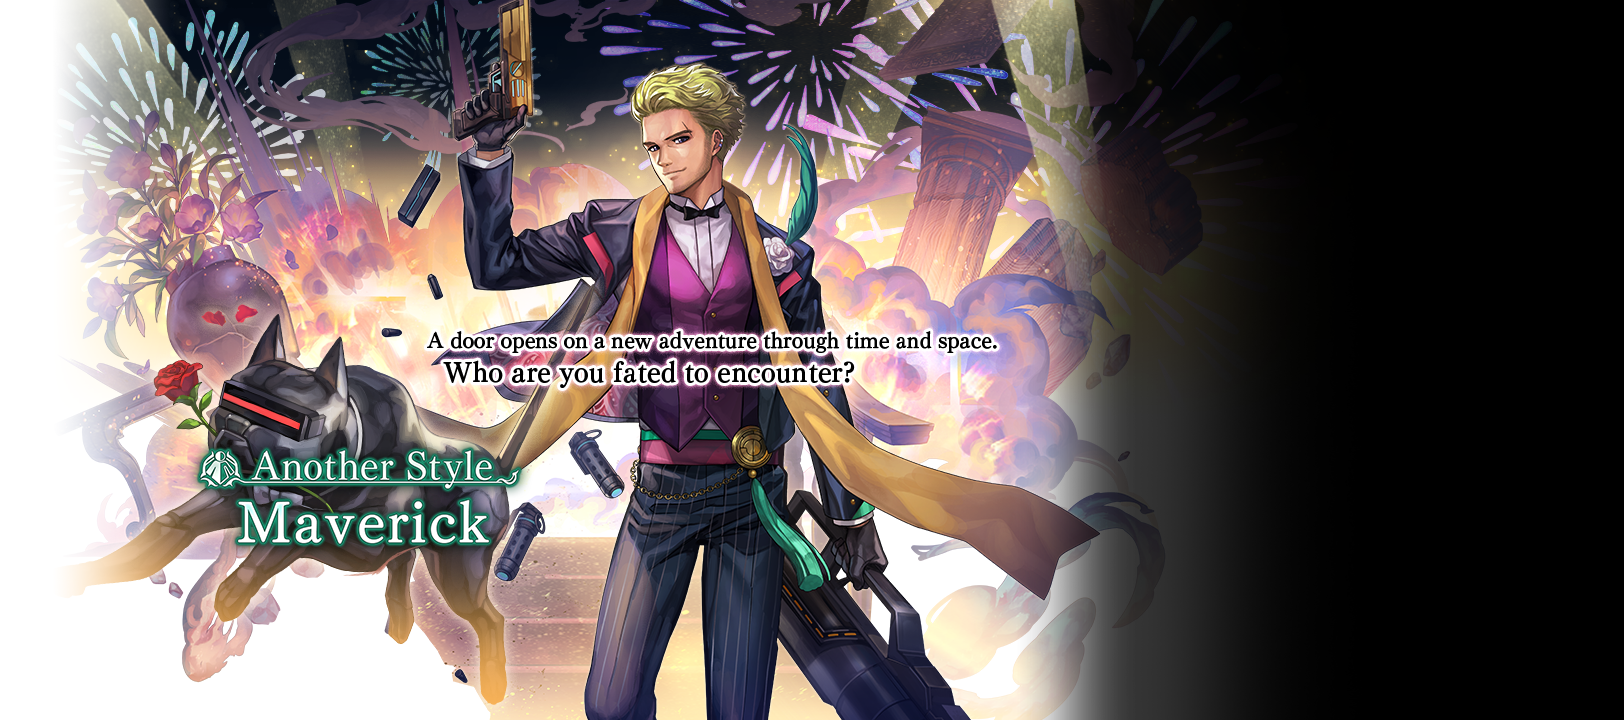 A door opens on a new adventure through time and space.
Who are you fated to encounter?
Another Style
Maverick